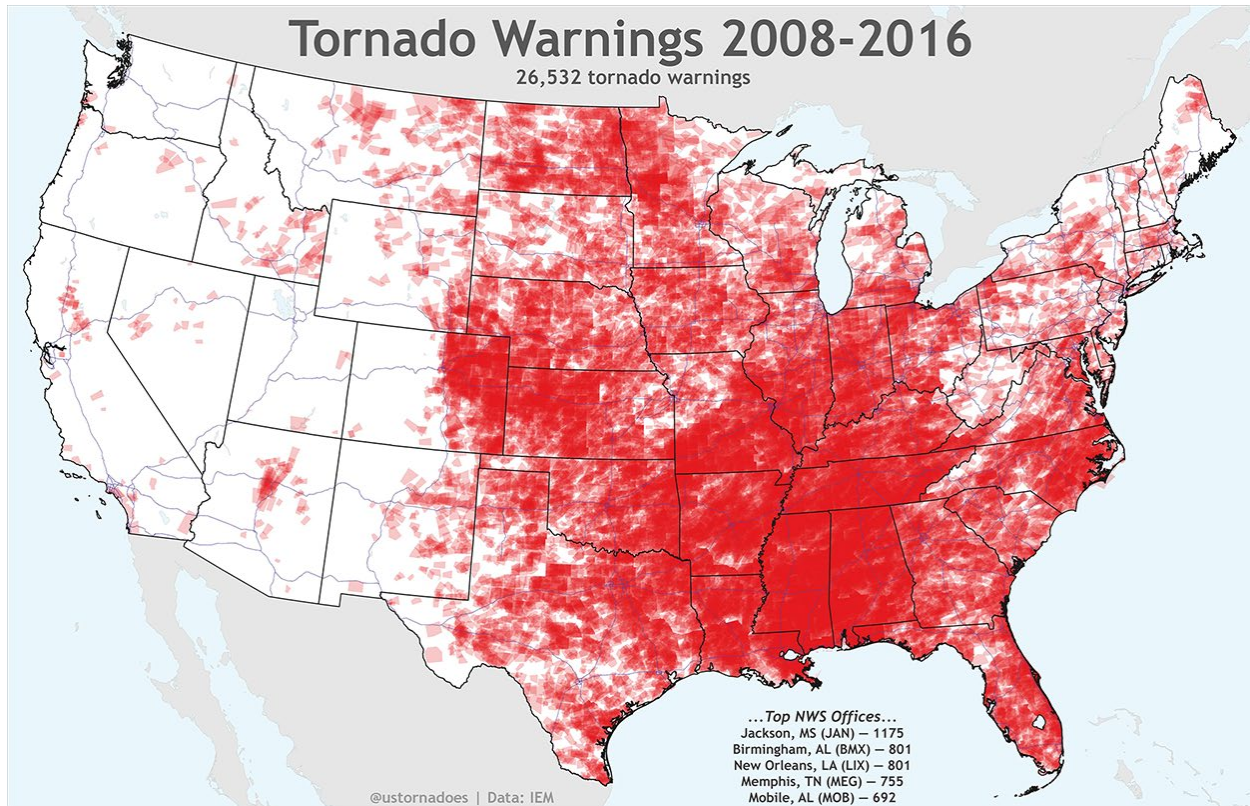 Tornado Warnings 2008-2016
26,532 tornado warnings
...Top NWS Offices...
Jackson, MS (JAN) — 1175
Birmingham, AL (BMX) — 801
New Orleans, LA (LIX) — 801
Memphis, TN (MEG) — 755
Mobile, AL (MOB) — 692
@ustornadoes | Data: IEM